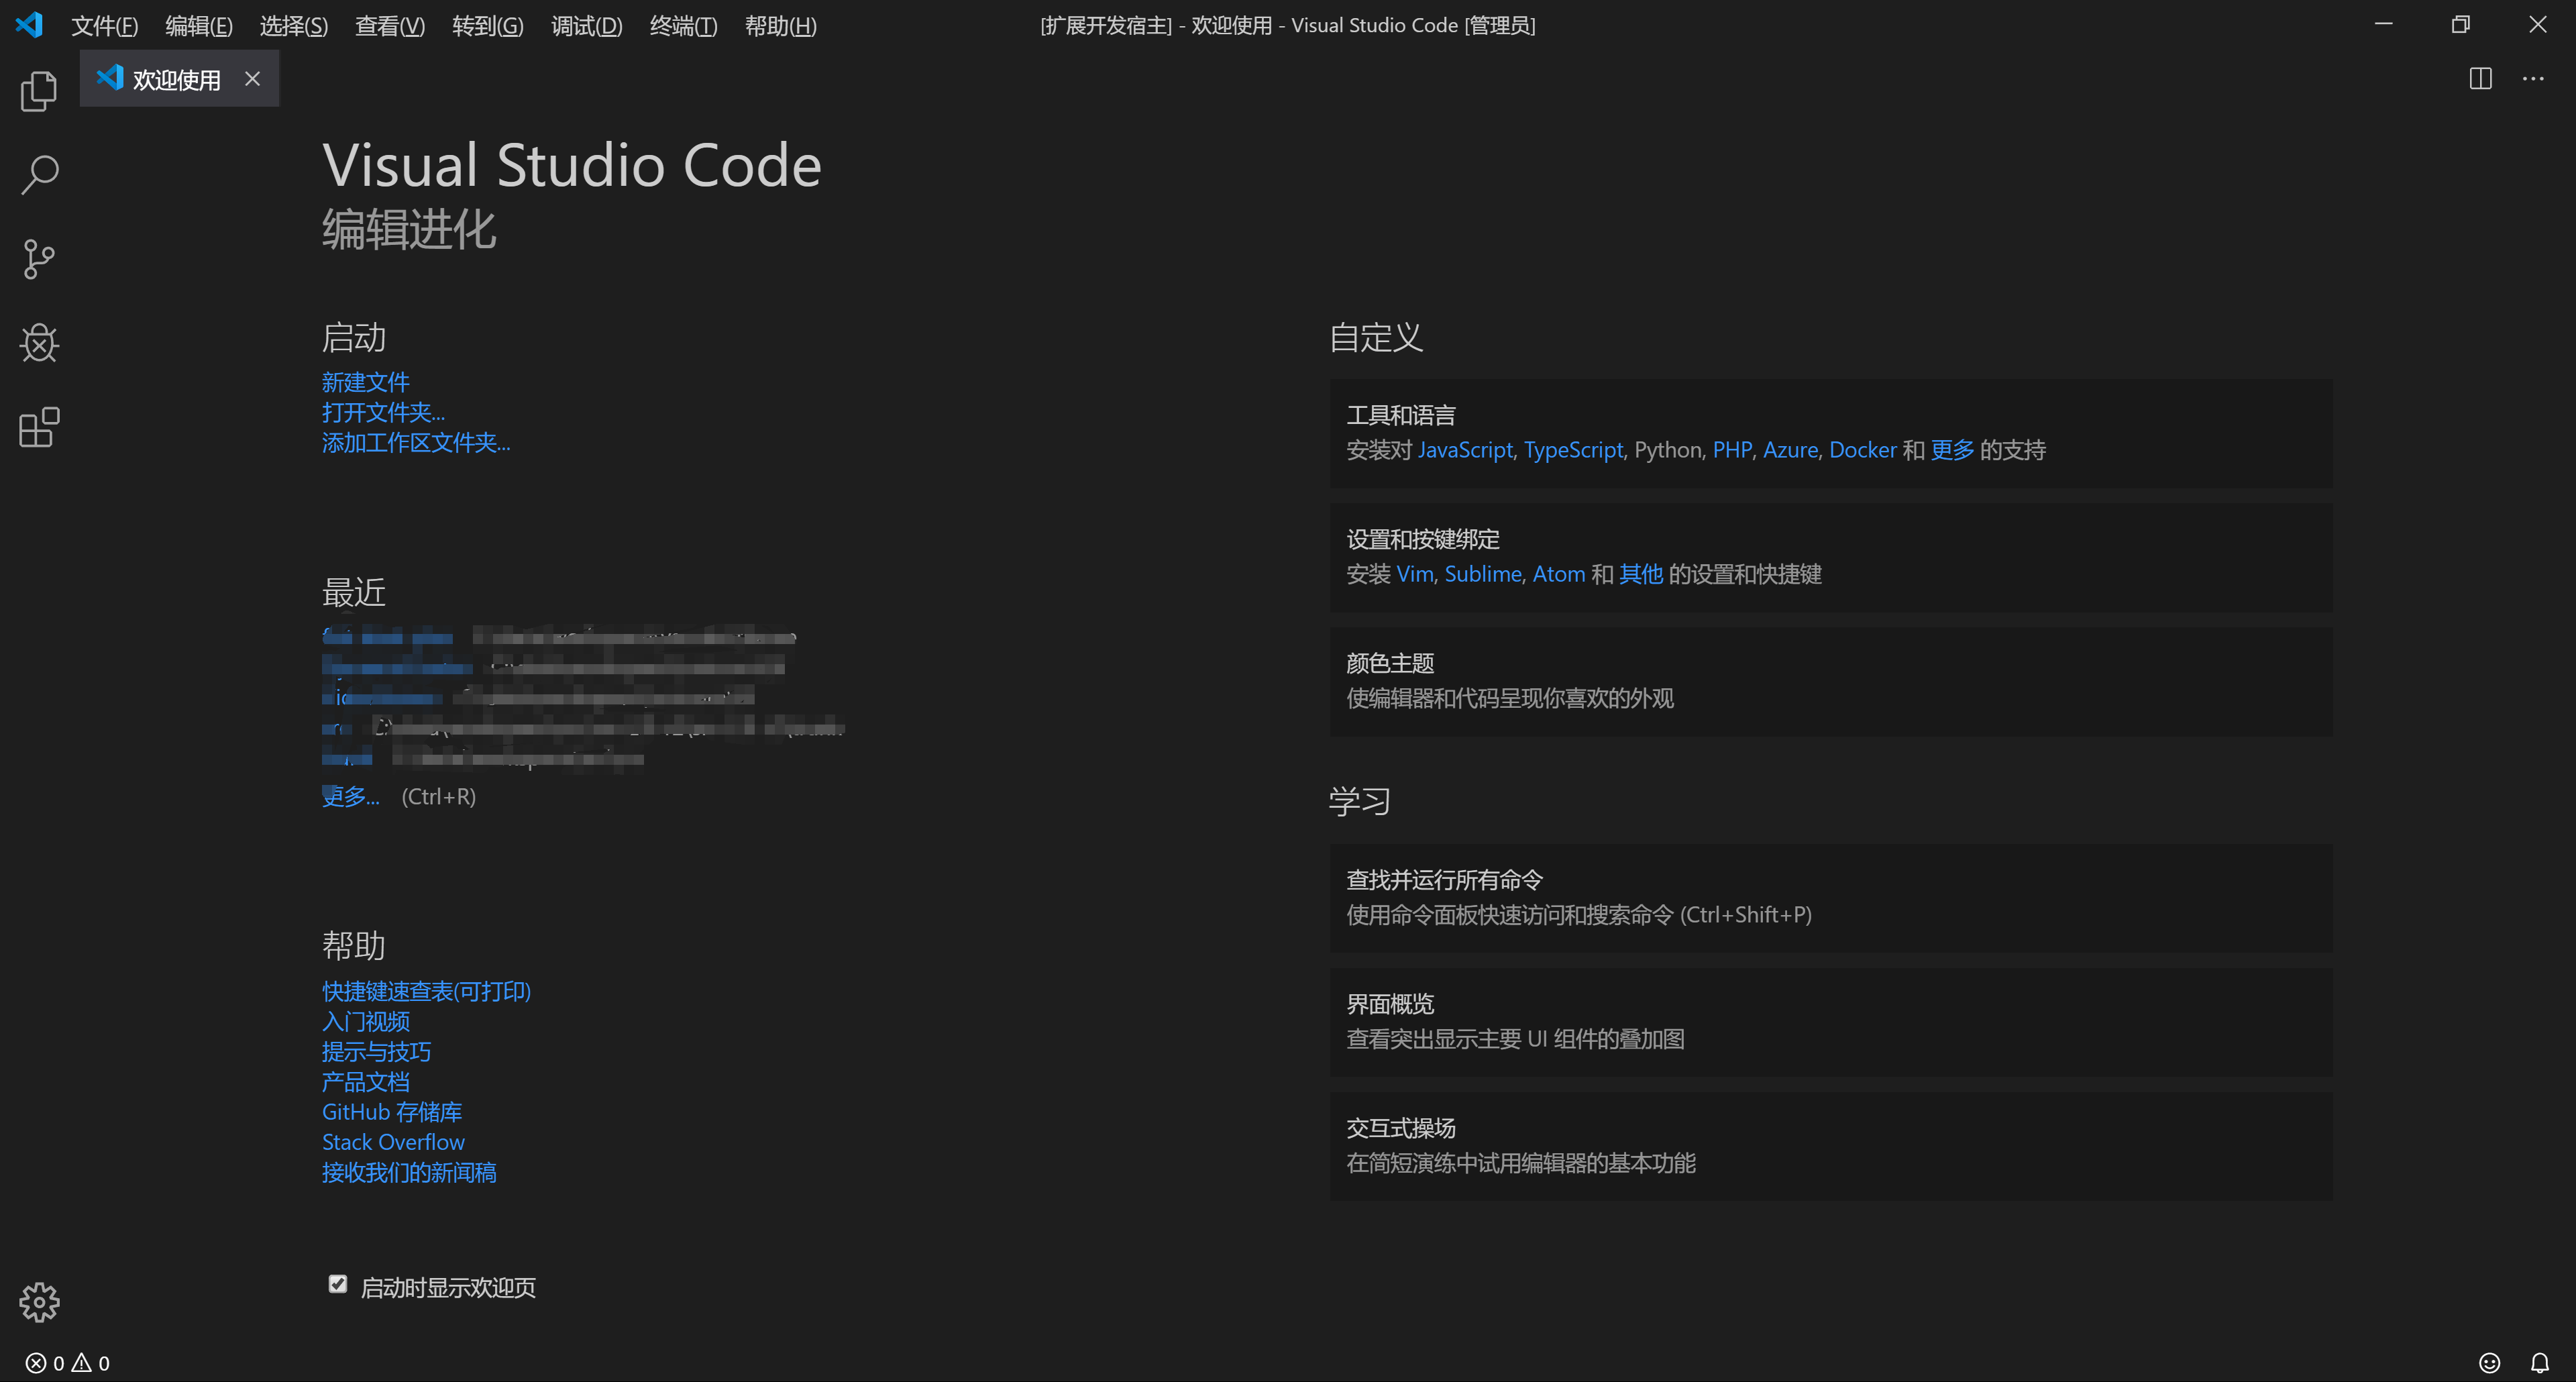 文件(F) 编辑(E) 选择(S) 查看(V) 转到(G) 调试(D) 终端(T) 帮助(H) [扩展开发宿主] - 欢迎使用 - Visual Studio Code [管理员]
欢迎使用
Visual Studio Code
编辑进化
启动
新建文件
打开文件夹...
添加工作区文件夹...
最近
更多... (Ctrl+R)
帮助
快捷键速查表(可打印)
入门视频
提示与技巧
产品文档
GitHub 存储库
Stack Overflow
接收我们的新闻稿
启动时显示欢迎页
自定义
工具和语言
安装对 JavaScript, TypeScript, Python, PHP, Azure, Docker 和 更多 的支持
设置和按键绑定
安装 Vim, Sublime, Atom 和 其他 的设置和快捷键
颜色主题
使编辑器和代码呈现你喜欢的外观
学习
查找并运行所有命令
使用命令面板快速访问和搜索命令 (Ctrl+Shift+P)
界面概览
查看突出显示主要 UI 组件的叠加图
交互式操场
在简短演练中试用编辑器的基本功能
0 0